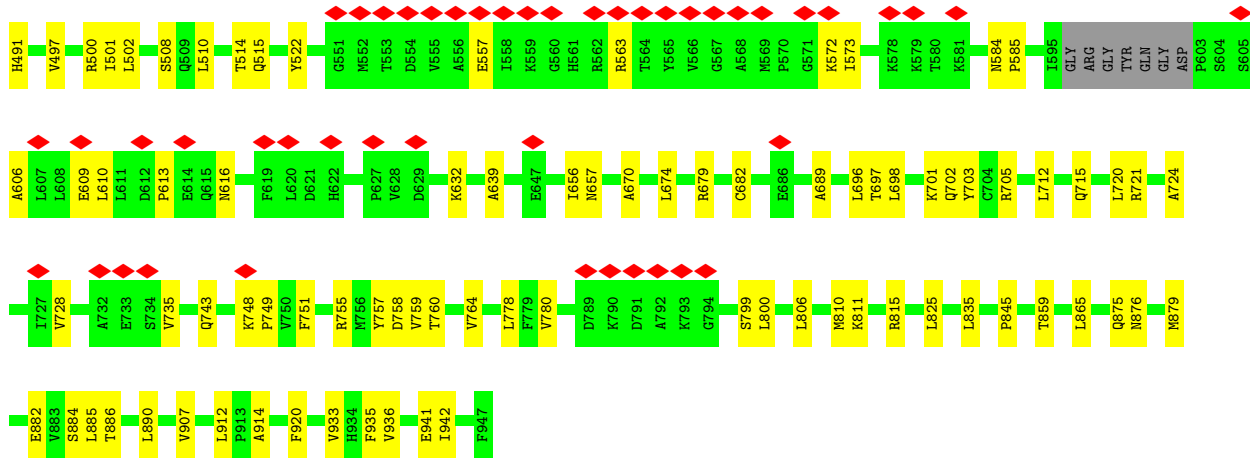 H491 V497 R500 I501 L502 S508 Q509 L510 T514 Q515 Y522 G551 M552 T553 D554 V555 A556 E557 I558 K559 G560 H561 R562 R563 T564 Y565 V566 G567 A568 M569 P570 G571 K572 I573 K578 K579 T580 K581 N584 P585 I595 GLY ARG GLY TYR GLN GLY ASP P603 S604 S605
A606 L607 L608 E609 L610 L611 D612 P613 E614 Q615 N616 F619 L620 D621 H622 P627 V628 D629 K632 A639 E647 I656 N657 A670 L674 R679 C682 E686 A689 L696 T697 L698 K701 Q702 Y703 C704 R705 L712 Q715 L720 R721 A724
I727 V728 A732 E733 S734 V735 Q743 K748 P749 V750 F751 R755 M756 Y757 D758 V759 T760 V764 L778 F779 V780 D789 K790 D791 A792 K793 G794 S799 L800 L806 M810 K811 R815 L825 L835 P845 T859 L865 Q875 N876 M879
E882 V883 S884 L885 T886 L890 V907 L912 P913 A914 F920 V933 H934 F935 V936 E941 I942 F947